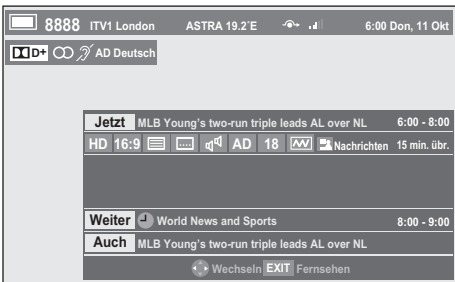 8888 ITV1 London ASTRA 19.2˚E 6:00 Don, 11 Okt
D+ AD Deutsch
Jetzt MLB Young's two-run triple leads AL over NL 6:00 - 8:00
HD 16:9 AD 18 Nachrichten 15 min. übr.
Weiter World News and Sports 8:00 - 9:00
Auch MLB Young's two-run triple leads AL over NL
Wechseln EXIT Fernsehen